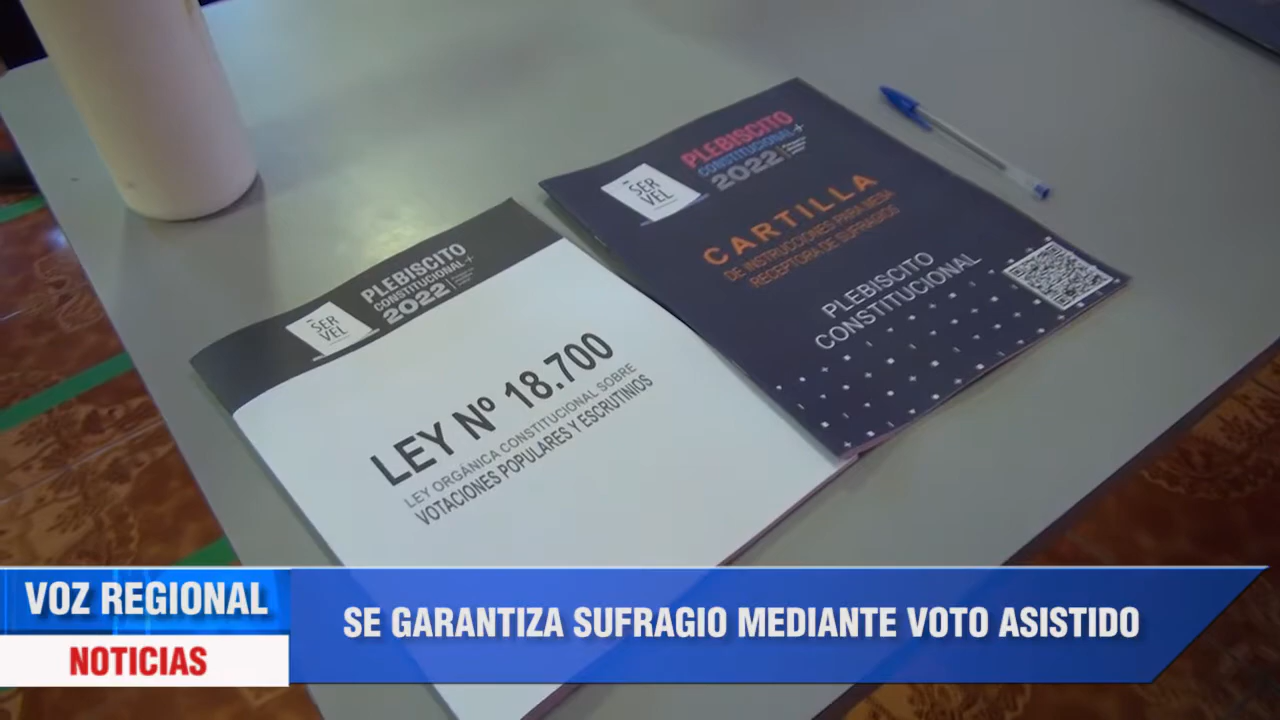 PLEBISCITO
CONSTITUCIONAL+
2022
SER
VEL
CARTILLA
DE INSTRUCCIONES PARA MESA
RECEPTORA DE SUFRAGIOS
PLEBISCITO
CONSTITUCIONAL
PLEBISCITO
CONSTITUCIONAL+
2022
SER
VEL
LEY Nº 18.700
LEY ORGÁNICA CONSTITUCIONAL SOBRE
VOTACIONES POPULARES Y ESCRUTINIOS
VOZ REGIONAL
NOTICIAS
SE GARANTIZA SUFRAGIO MEDIANTE VOTO ASISTIDO